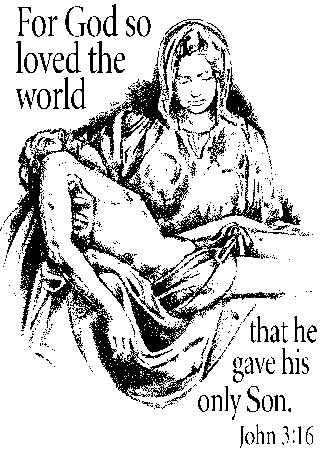 For God so
loved the
world
that he
gave his
only Son.
John 3:16